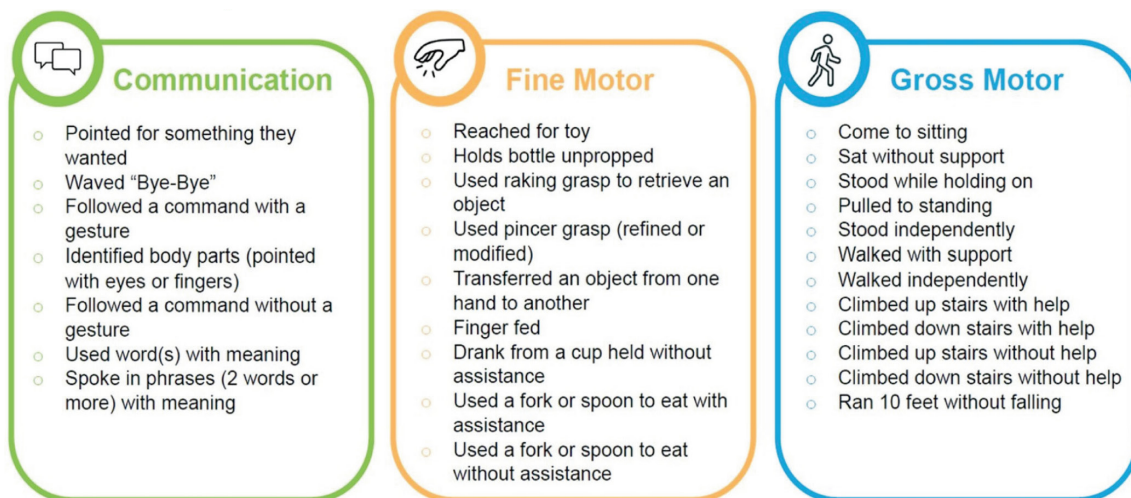 Communication
Pointed for something they
wanted
Waved “Bye-Bye”
Followed a command with a
gesture
Identified body parts (pointed
with eyes or fingers)
Followed a command without a
gesture
Used word(s) with meaning
Spoke in phrases (2 words or
more) with meaning
Fine Motor
Reached for toy
Holds bottle unpropped
Used raking grasp to retrieve an
object
Used pincer grasp (refined or
modified)
Transferred an object from one
hand to another
Finger fed
Drank from a cup held without
assistance
Used a fork or spoon to eat with
assistance
Used a fork or spoon to eat
without assistance
Gross Motor
Come to sitting
Sat without support
Stood while holding on
Pulled to standing
Stood independently
Walked with support
Walked independently
Climbed up stairs with help
Climbed down stairs with help
Climbed up stairs without help
Climbed down stairs without help
Ran 10 feet without falling